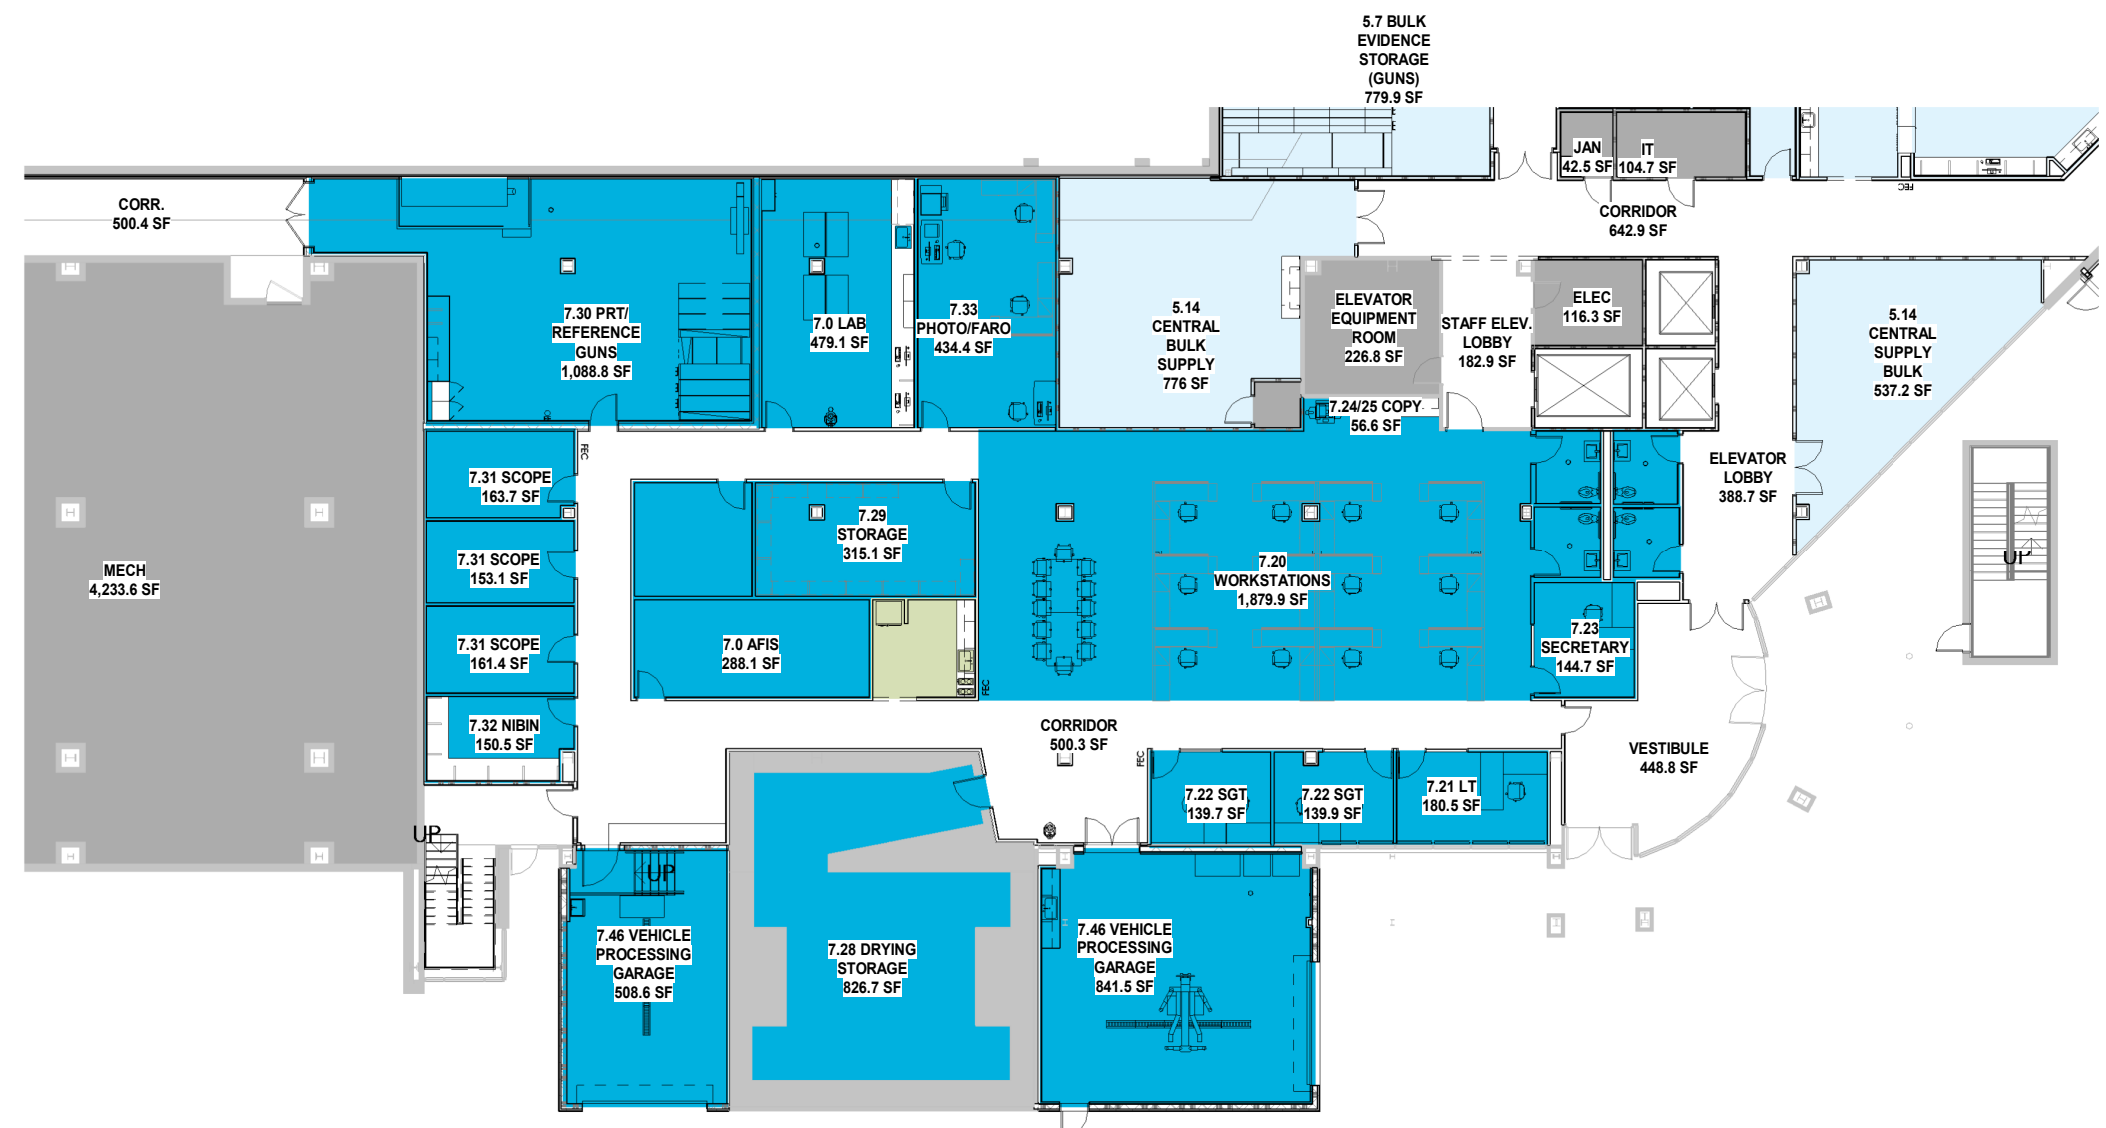 5.7 BULK
EVIDENCE
STORAGE
(GUNS)
779.9 SF
JAN
42.5 SF
IT
104.7 SF
FEC
CORR.
500.4 SF
CORRIDOR
642.9 SF
7.30 PRT/
REFERENCE
GUNS
1,088.8 SF
7.0 LAB
479.1 SF
7.33
PHOTO/FARO
434.4 SF
5.14
CENTRAL
BULK
SUPPLY
776 SF
ELEVATOR
EQUIPMENT
ROOM
226.8 SF
STAFF ELEV.
LOBBY
182.9 SF
ELEC
116.3 SF
5.14
CENTRAL
SUPPLY
BULK
537.2 SF
7.24/25 COPY
56.6 SF
FEC
7.31 SCOPE
163.7 SF
ELEVATOR
LOBBY
388.7 SF
7.29
STORAGE
315.1 SF
MECH
4,233.6 SF
7.31 SCOPE
153.1 SF
7.20
WORKSTATIONS
1,879.9 SF
UP
7.31 SCOPE
161.4 SF
7.0 AFIS
288.1 SF
7.23
SECRETARY
144.7 SF
FEC
7.32 NIBIN
150.5 SF
CORRIDOR
500.3 SF
FEC
VESTIBULE
448.8 SF
7.22 SGT
139.7 SF
7.22 SGT
139.9 SF
7.21 LT
180.5 SF
UP
UP
7.46 VEHICLE
PROCESSING
GARAGE
508.6 SF
7.28 DRYING
STORAGE
826.7 SF
7.46 VEHICLE
PROCESSING
GARAGE
841.5 SF